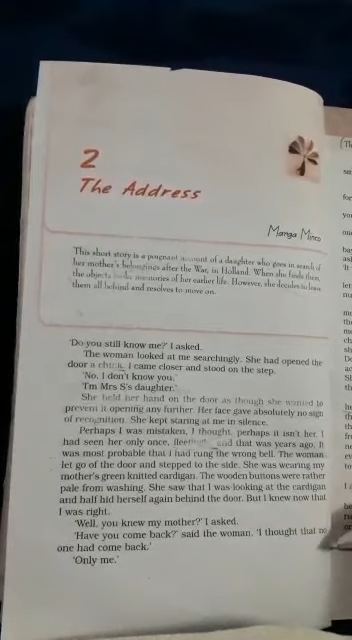 2
The Address
Marga Minco
This short story is a poignant account of a daughter who goes in search of
her mother's belongings after the War, in Holland. When she finds them,
the objects evoke memories of her earlier life. However, she decides to leave
them all behind and resolves to move on.
'Do you still know me?' I asked.
The woman looked at me searchingly. She had opened the
door a chink. I came closer and stood on the step.
'No, I don't know you.'
'I'm Mrs S's daughter.'
She held her hand on the door as though she wanted to
prevent it opening any further. Her face gave absolutely no sign
of recognition. She kept staring at me in silence.
Perhaps I was mistaken, I thought, perhaps it isn't her. I
had seen her only once, fleetingly and that was years ago. It
was most probable that I had rung the wrong bell. The woman
let go of the door and stepped to the side. She was wearing my
mother's green knitted cardigan. The wooden buttons were rather
pale from washing. She saw that I was looking at the cardigan
and half hid herself again behind the door. But I knew now that
I was right.
'Well, you knew my mother?' I asked.
'Have you come back?' said the woman. 'I thought that no
one had come back.'
'Only me.'